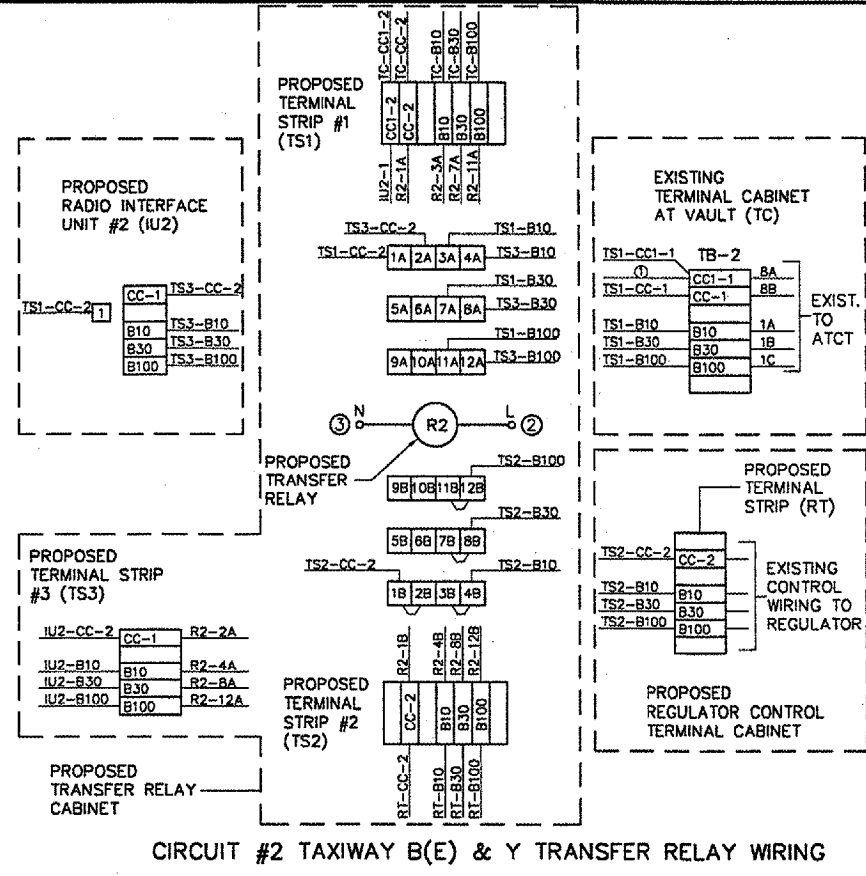 PROPOSED
TERMINAL
STRIP #1
(TS1)
TC-CC1-2
TC-CC-2
TC-B10
TC-B30
TC-B100
CC1-2
CC-2
B10
B30
B100
IU2-1
R2-1A
R2-3A
R2-7A
R2-11A
PROPOSED
RADIO INTERFACE
UNIT #2 (IU2)
TS1-CC-2
1
CC-1
TS3-CC-2
B10
TS3-B10
B30
TS3-B30
B100
TS3-B100
TS3-CC-2
TS1-B10
TS1-CC-2
1A 2A 3A 4A
TS3-B10
TS1-B30
5A 6A 7A 8A
TS3-B30
TS1-B100
9A 10A 11A 12A
TS3-B100
EXISTING
TERMINAL CABINET
AT VAULT (TC)
TS1-CC1-1
TB-2
1
CC1-1
8A
TS1-CC-1
CC-1
8B
TS1-B10
B10
1A
TS1-B30
B30
1B
TS1-B100
B100
1C
EXIST.
TO
ATCT
3
N
R2
L
2
PROPOSED
TRANSFER
RELAY
TS2-B100
9B 10B 11B 12B
TS2-B30
5B 6B 7B 8B
TS2-CC-2
TS2-B10
1B 2B 3B 4B
PROPOSED
TERMINAL
STRIP (RT)
TS2-CC-2
CC-2
TS2-B10
B10
TS2-B30
B30
TS2-B100
B100
EXISTING
CONTROL
WIRING TO
REGULATOR
PROPOSED
REGULATOR CONTROL
TERMINAL CABINET
PROPOSED
TERMINAL STRIP
#3 (TS3)
IU2-CC-2
CC-1
R2-2A
IU2-B10
B10
R2-4A
IU2-B30
B30
R2-8A
IU2-B100
B100
R2-12A
PROPOSED
TERMINAL
STRIP #2
(TS2)
R2-1B
R2-4B
R2-8B
R2-12B
CC-2
B10
B30
B100
RT-CC-2
RT-B10
RT-B30
RT-B100
PROPOSED
TRANSFER RELAY
CABINET
CIRCUIT #2 TAXIWAY B(E) & Y TRANSFER RELAY WIRING